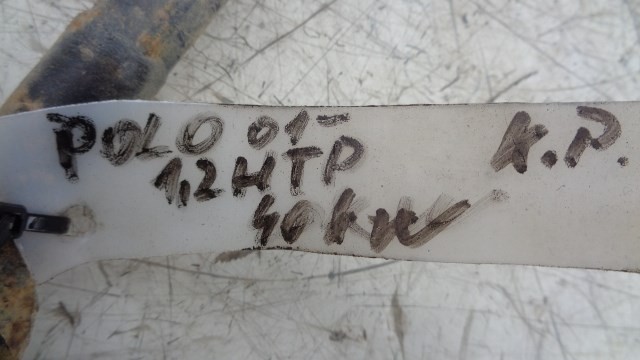 POLO 01-
1,2 HTP
40 kW
K.P.